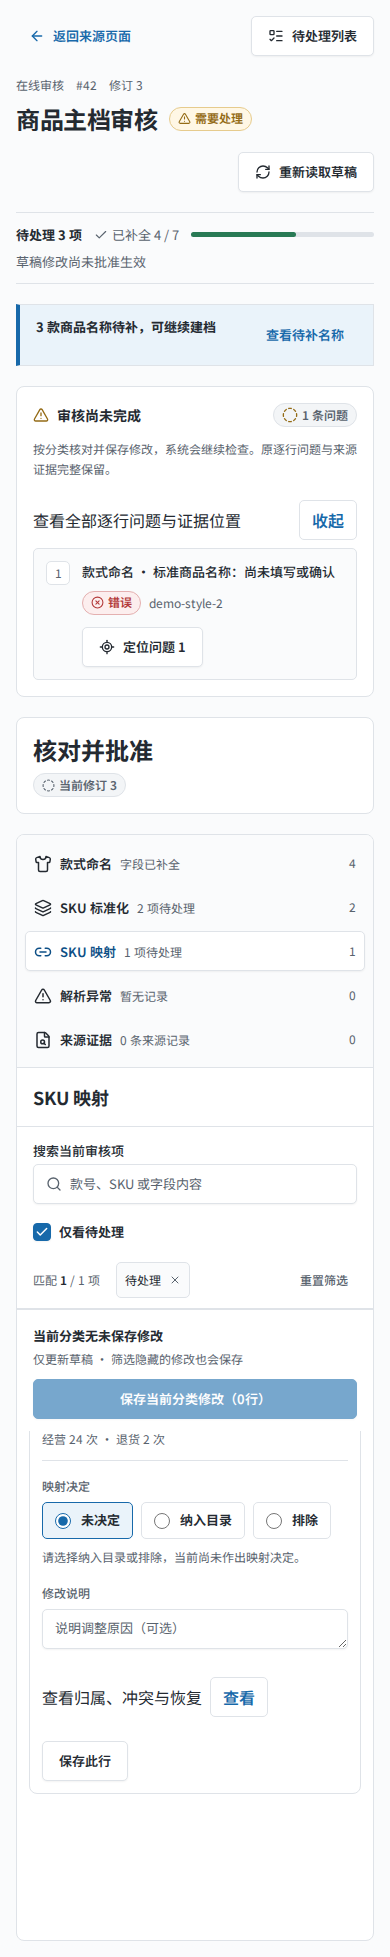 返回来源页面
待处理列表
在线审核 #42 修订 3
商品主档审核
需要处理
重新读取草稿
待处理 3 项 已补全 4 / 7
草稿修改尚未批准生效
3 款商品名称待补，可继续建档
查看待补名称
审核尚未完成
1 条问题
按分类核对并保存修改，系统会继续检查。原逐行问题与来源
证据完整保留。
查看全部逐行问题与证据位置
收起
1 款式命名 • 标准商品名称：尚未填写或确认
错误 demo-style-2
定位问题 1
核对并批准
当前修订 3
款式命名 字段已补全 4
SKU 标准化 2 项待处理 2
SKU 映射 1 项待处理 1
解析异常 暂无记录 0
来源证据 0 条来源记录 0
SKU 映射
搜索当前审核项
款号、SKU 或字段内容
仅看待处理
匹配 1 / 1 项
待处理 ×
重置筛选
当前分类无未保存修改
仅更新草稿 • 筛选隐藏的修改也会保存
保存当前分类修改（0行）
经营 24 次 • 退货 2 次
映射决定
未决定 纳入目录 排除
请选择纳入目录或排除，当前尚未作出映射决定。
修改说明
说明调整原因（可选）
查看归属、冲突与恢复
查看
保存此行